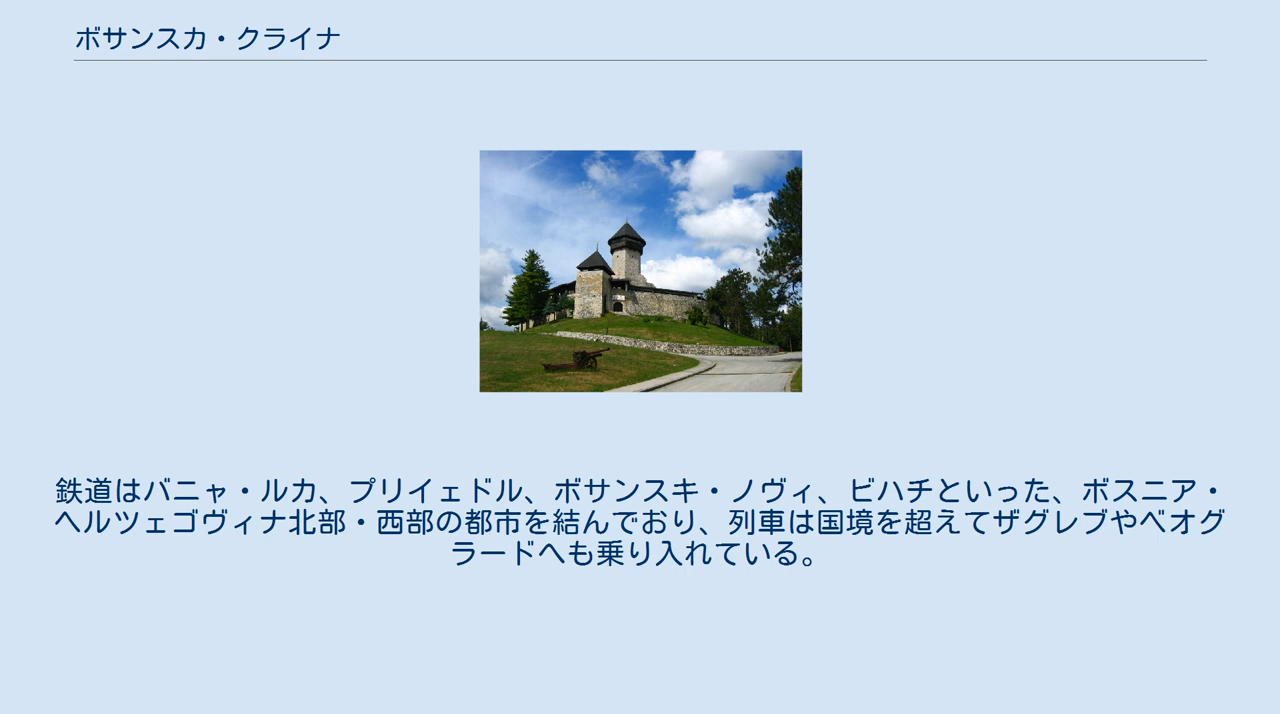 ボサンスカ・クライナ
鉄道はバニャ・ルカ、プリイェドル、ボサンスキ・ノヴィ、ビハチといった、ボスニア・
ヘルツェゴヴィナ北部・西部の都市を結んでおり、列車は国境を超えてザグレブやベオグ
ラードへも乗り入れている。